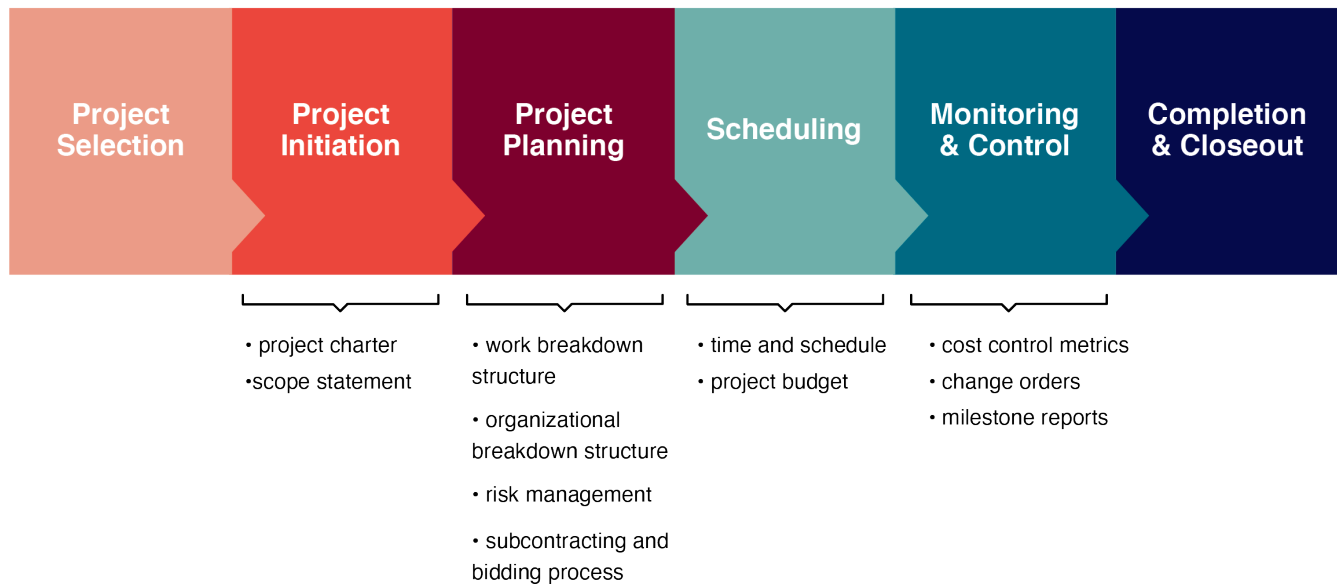 Project
Selection
Project
Initiation
Project
Planning
Scheduling
Monitoring
& Control
Completion
& Closeout
• project charter
•scope statement
• work breakdown
structure
• organizational
breakdown structure
• risk management
• subcontracting and
bidding process
• time and schedule
• project budget
• cost control metrics
• change orders
• milestone reports